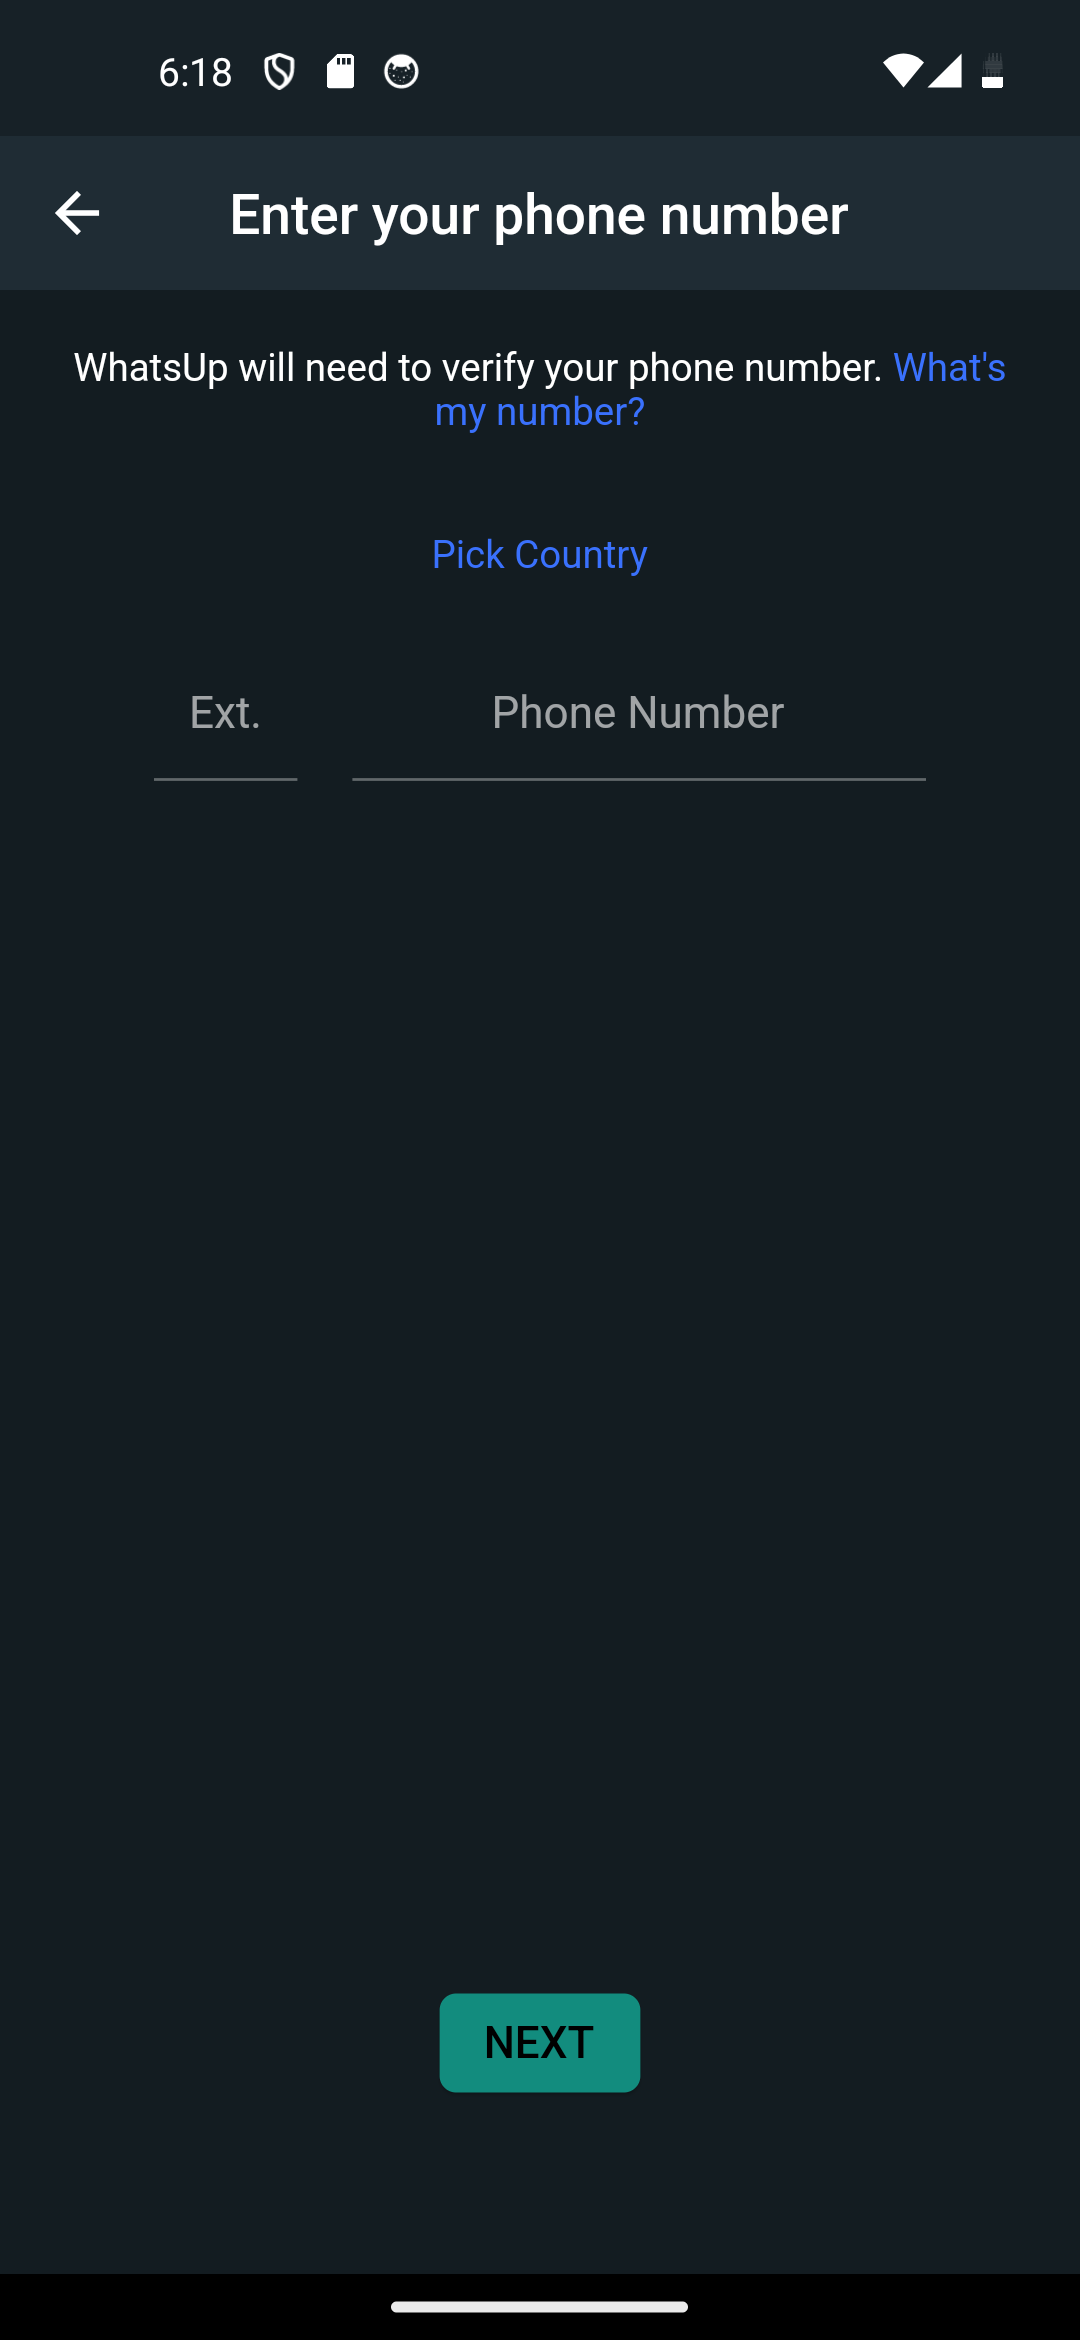 6:18
Enter your phone number
WhatsUp will need to verify your phone number. What's
my number?
Pick Country
Ext. Phone Number
NEXT